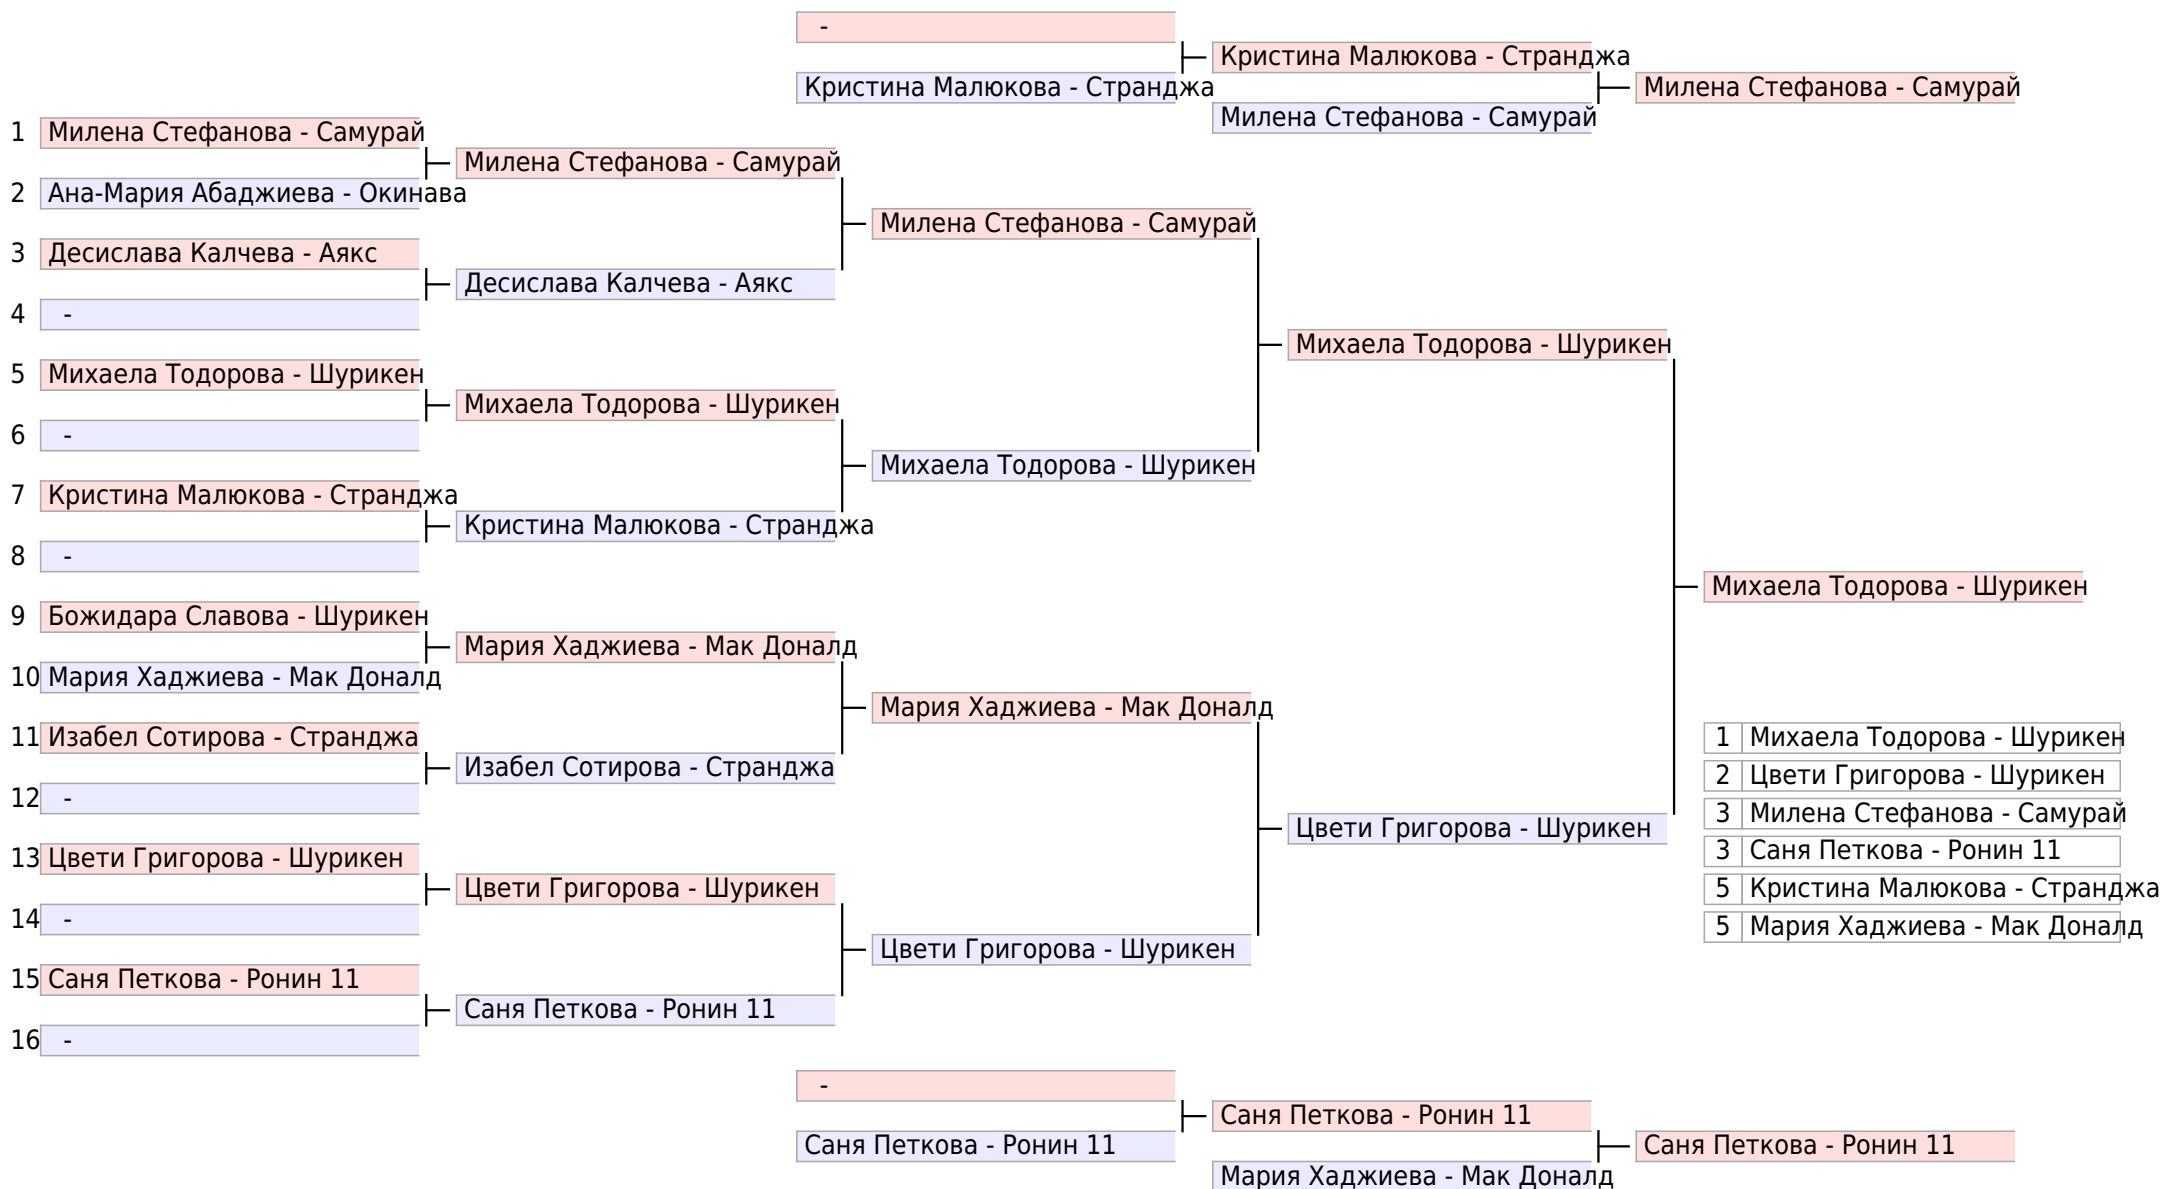 -
Кристина Малюкова - Странджа
Кристина Малюкова - Странджа
Милена Стефанова - Самурай
Милена Стефанова - Самурай
1 Милена Стефанова - Самурай
Милена Стефанова - Самурай
2 Ана-Мария Абаджиева - Окинава
Милена Стефанова - Самурай
3 Десислава Калчева - Аякс
Десислава Калчева - Аякс
4 -
Михаела Тодорова - Шурикен
5 Михаела Тодорова - Шурикен
Михаела Тодорова - Шурикен
6 -
Михаела Тодорова - Шурикен
7 Кристина Малюкова - Странджа
Кристина Малюкова - Странджа
8 -
Михаела Тодорова - Шурикен
9 Божидара Славова - Шурикен
Мария Хаджиева - Мак Доналд
10 Мария Хаджиева - Мак Доналд
Мария Хаджиева - Мак Доналд
11 Изабел Сотирова - Странджа
Изабел Сотирова - Странджа
12 -
Цвети Григорова - Шурикен
13 Цвети Григорова - Шурикен
Цвети Григорова - Шурикен
14 -
Цвети Григорова - Шурикен
15 Саня Петкова - Ронин 11
Саня Петкова - Ронин 11
16 -
1 Михаела Тодорова - Шурикен
2 Цвети Григорова - Шурикен
3 Милена Стефанова - Самурай
3 Саня Петкова - Ронин 11
5 Кристина Малюкова - Странджа
5 Мария Хаджиева - Мак Доналд
-
Саня Петкова - Ронин 11
Саня Петкова - Ронин 11
Саня Петкова - Ронин 11
Мария Хаджиева - Мак Доналд